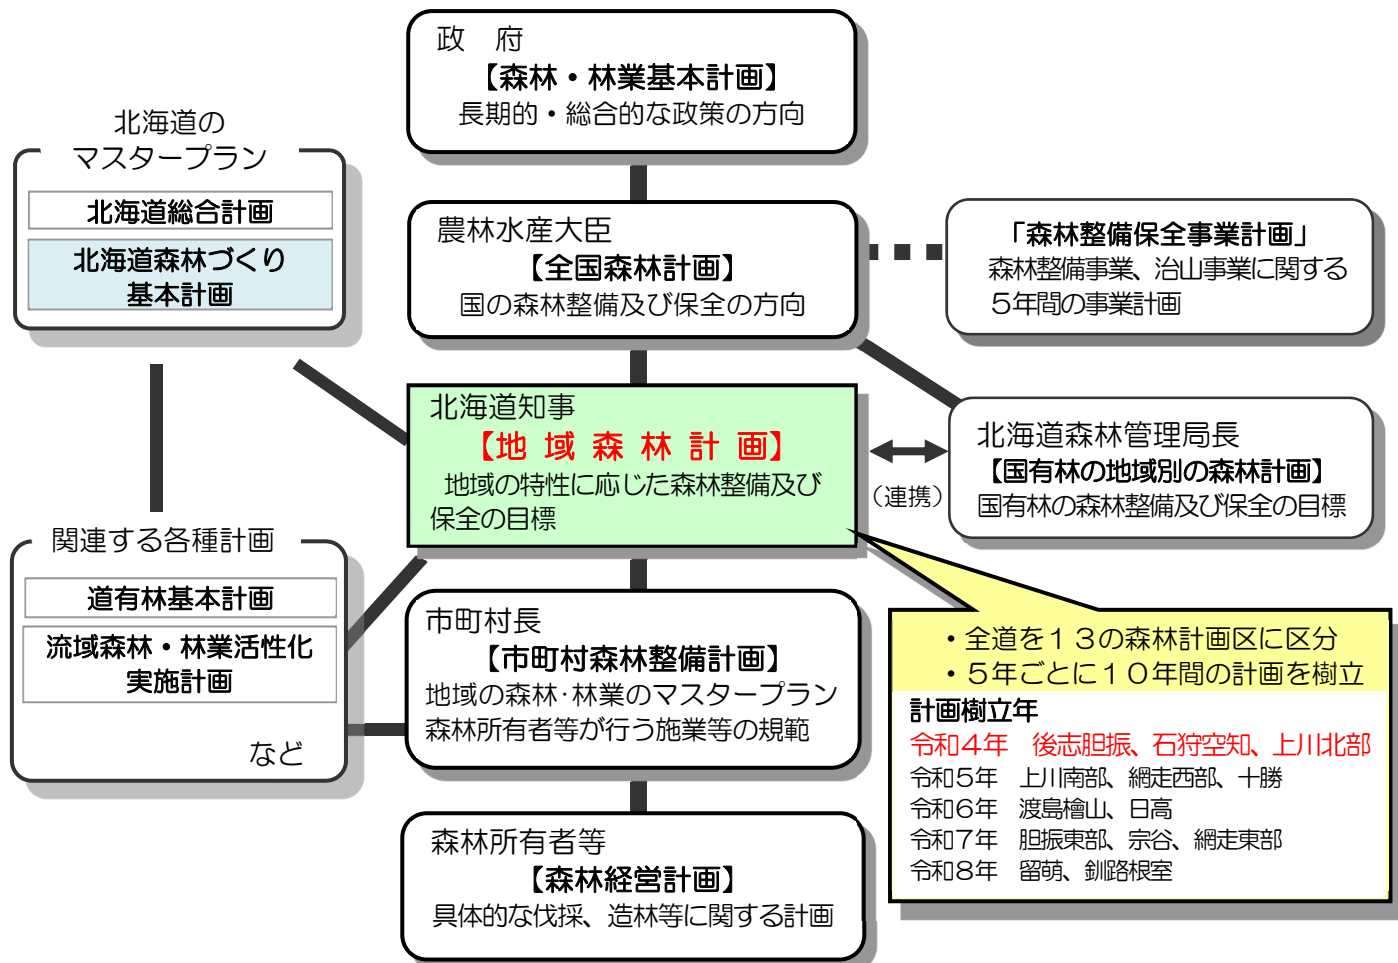 政　府
【森林・林業基本計画】
長期的・総合的な政策の方向
北海道の
マスタープラン
北海道総合計画
北海道森林づくり
基本計画
農林水産大臣
【全国森林計画】
国の森林整備及び保全の方向
「森林整備保全事業計画」
森林整備事業、治山事業に関する
５年間の事業計画
北海道知事
【地 域 森 林 計 画】
地域の特性に応じた森林整備及び
保全の目標
（連携）
北海道森林管理局長
【国有林の地域別の森林計画】
国有林の森林整備及び保全の目標
関連する各種計画
道有林基本計画
流域森林・林業活性化
実施計画
など
市町村長
【市町村森林整備計画】
地域の森林･林業のマスタープラン
森林所有者等が行う施業等の規範
・全道を１３の森林計画区に区分
・５年ごとに１０年間の計画を樹立
計画樹立年
令和４年　後志胆振、石狩空知、上川北部
令和５年　上川南部、網走西部、十勝
令和６年　渡島檜山、日高
令和７年　胆振東部、宗谷、網走東部
令和８年　留萌、釧路根室
森林所有者等
【森林経営計画】
具体的な伐採、造林等に関する計画